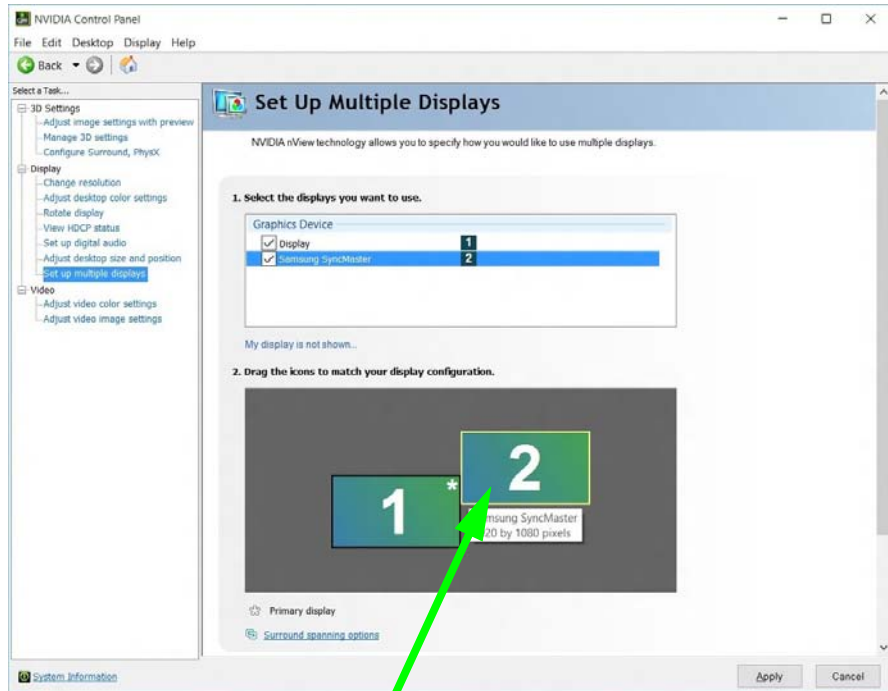 NVIDIA Control Panel
File Edit Desktop Display Help
Back
Select a Task...
3D Settings
Adjust image settings with preview
Manage 3D settings
Configure Surround, PhysX
Display
Change resolution
Adjust desktop color settings
Rotate display
View HDCP status
Set up digital audio
Adjust desktop size and position
Set up multiple displays
Video
Adjust video color settings
Adjust video image settings
Set Up Multiple Displays
NVIDIA nView technology allows you to specify how you would like to use multiple displays.
1. Select the displays you want to use.
Graphics Device
Display 1
Samsung SyncMaster 2
My display is not shown...
2. Drag the icons to match your display configuration.
2
1 *
msung SyncMaster
20 by 1080 pixels
Primary display
Surround spanning options
System Information
Apply Cancel